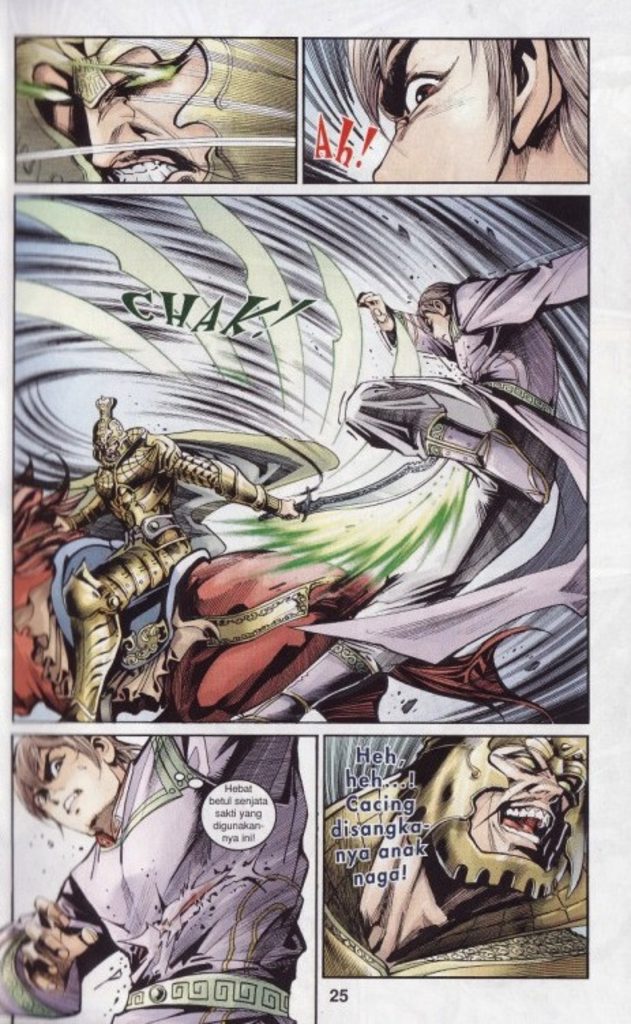 Ah!
CHAK!
Hebat
betul senjata
sakti yang
digunakan-
nya ini!
Heh,
heh...!
Cacing
disangka-
nya anak
naga!
25